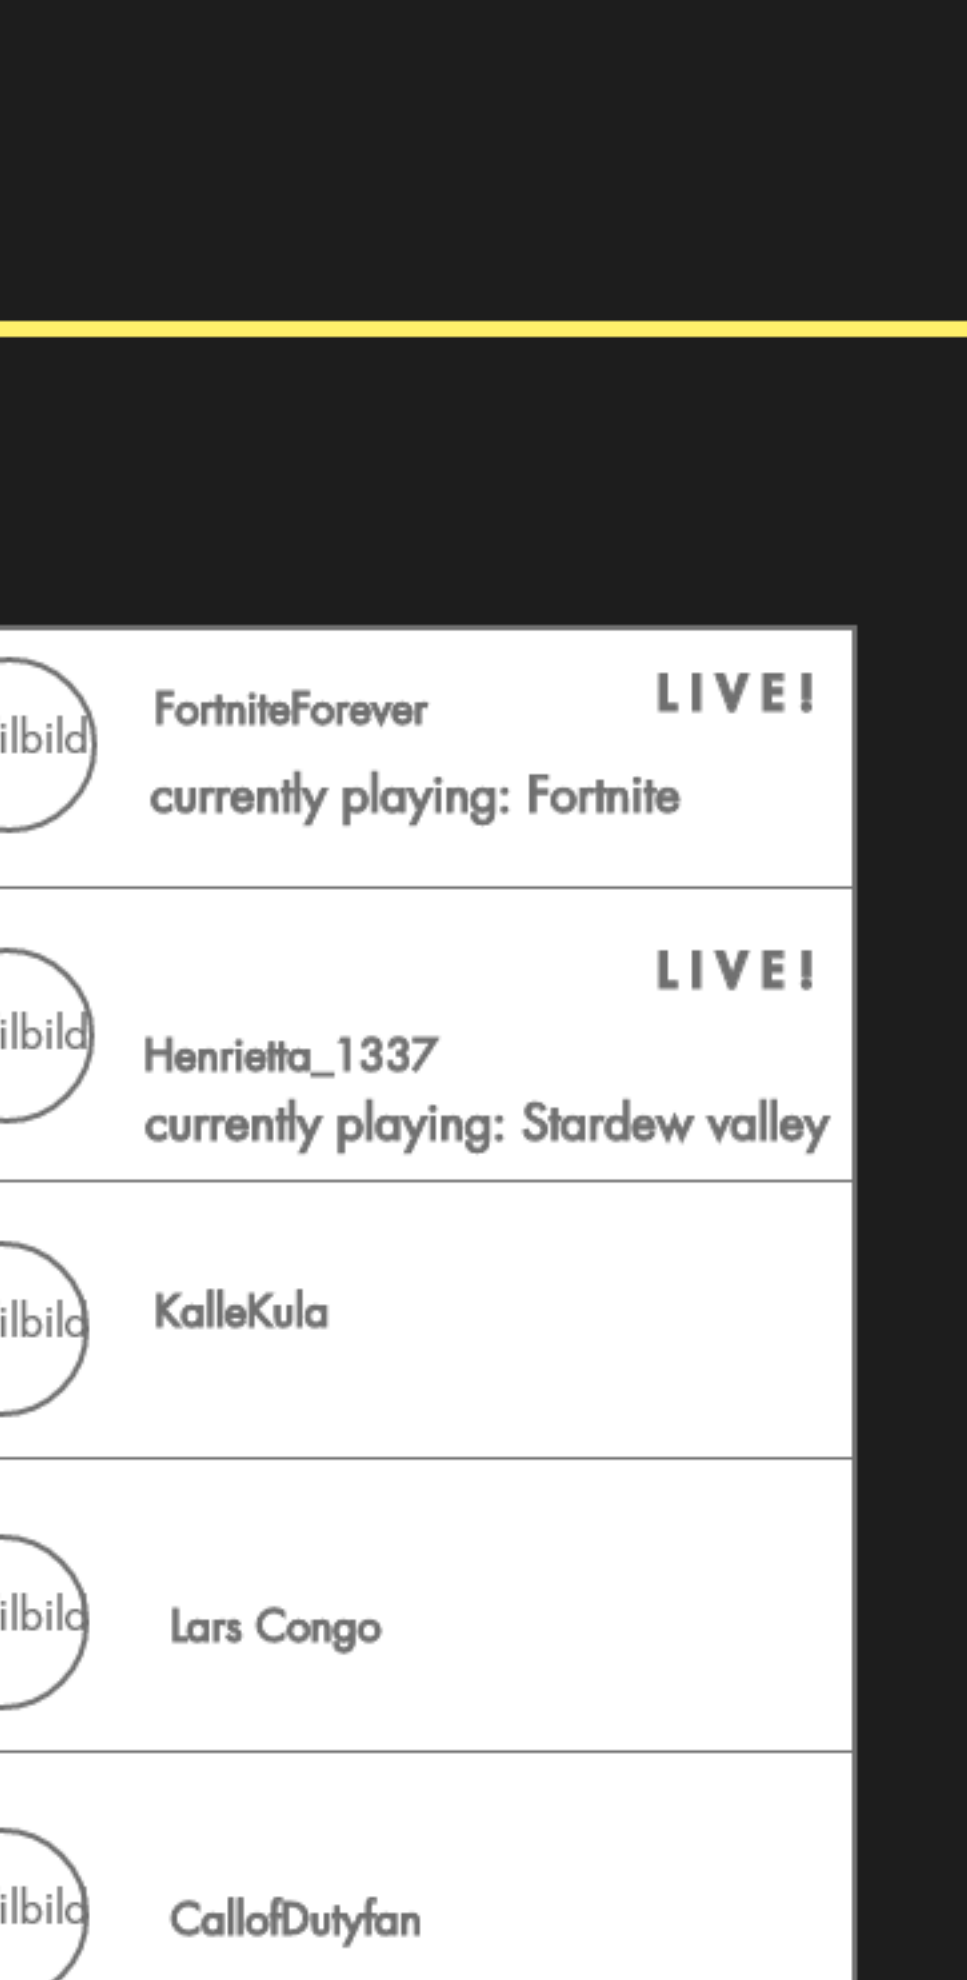 LIVE!
FortniteForever
ilbild
currently playing: Fortnite
LIVE!
ilbild
Henrietta_1337
currently playing: Stardew valley
KalleKula
ilbild
ilbild
Lars Congo
ilbild
CallofDutyfan